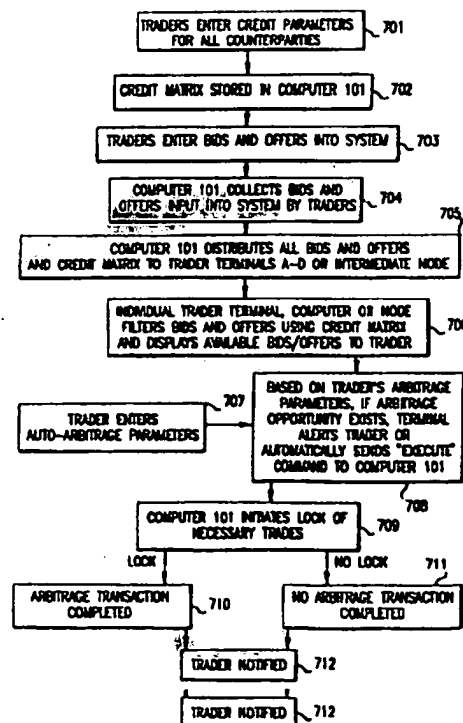 TRADERS ENTER CREDIT PARAMETERS
FOR ALL COUNTERPARTIES
701
CREDIT MATRIX STORED IN COMPUTER 101
702
TRADERS ENTER BIDS AND OFFERS INTO SYSTEM
703
COMPUTER 101 COLLECTS BIDS AND
OFFERS INPUT INTO SYSTEM BY TRADERS
704
705
COMPUTER 101 DISTRIBUTES ALL BIDS AND OFFERS
AND CREDIT MATRIX TO TRADER TERMINALS A-D OR INTERMEDIATE NODE
INDIVIDUAL TRADER TERMINAL, COMPUTER OR NODE
FILTERS BIDS AND OFFERS USING CREDIT MATRIX
AND DISPLAYS AVAILABLE BIDS/OFFERS TO TRADER
707
TRADER ENTERS
AUTO-ARBITRAGE PARAMETERS
BASED ON TRADER'S ARBITRAGE
PARAMETERS, IF ARBITRAGE
OPPORTUNITY EXISTS, TERMINAL
ALERTS TRADER OR
AUTOMATICALLY SENDS "EXECUTE"
COMMAND TO COMPUTER 101
708
COMPUTER 101 INITIATES LOCK OF
NECESSARY TRADES
709
LOCK
NO LOCK
711
ARBITRAGE TRANSACTION
COMPLETED
710
NO ARBITRAGE TRANSACTION
COMPLETED
TRADER NOTIFIED
712
TRADER NOTIFIED
712